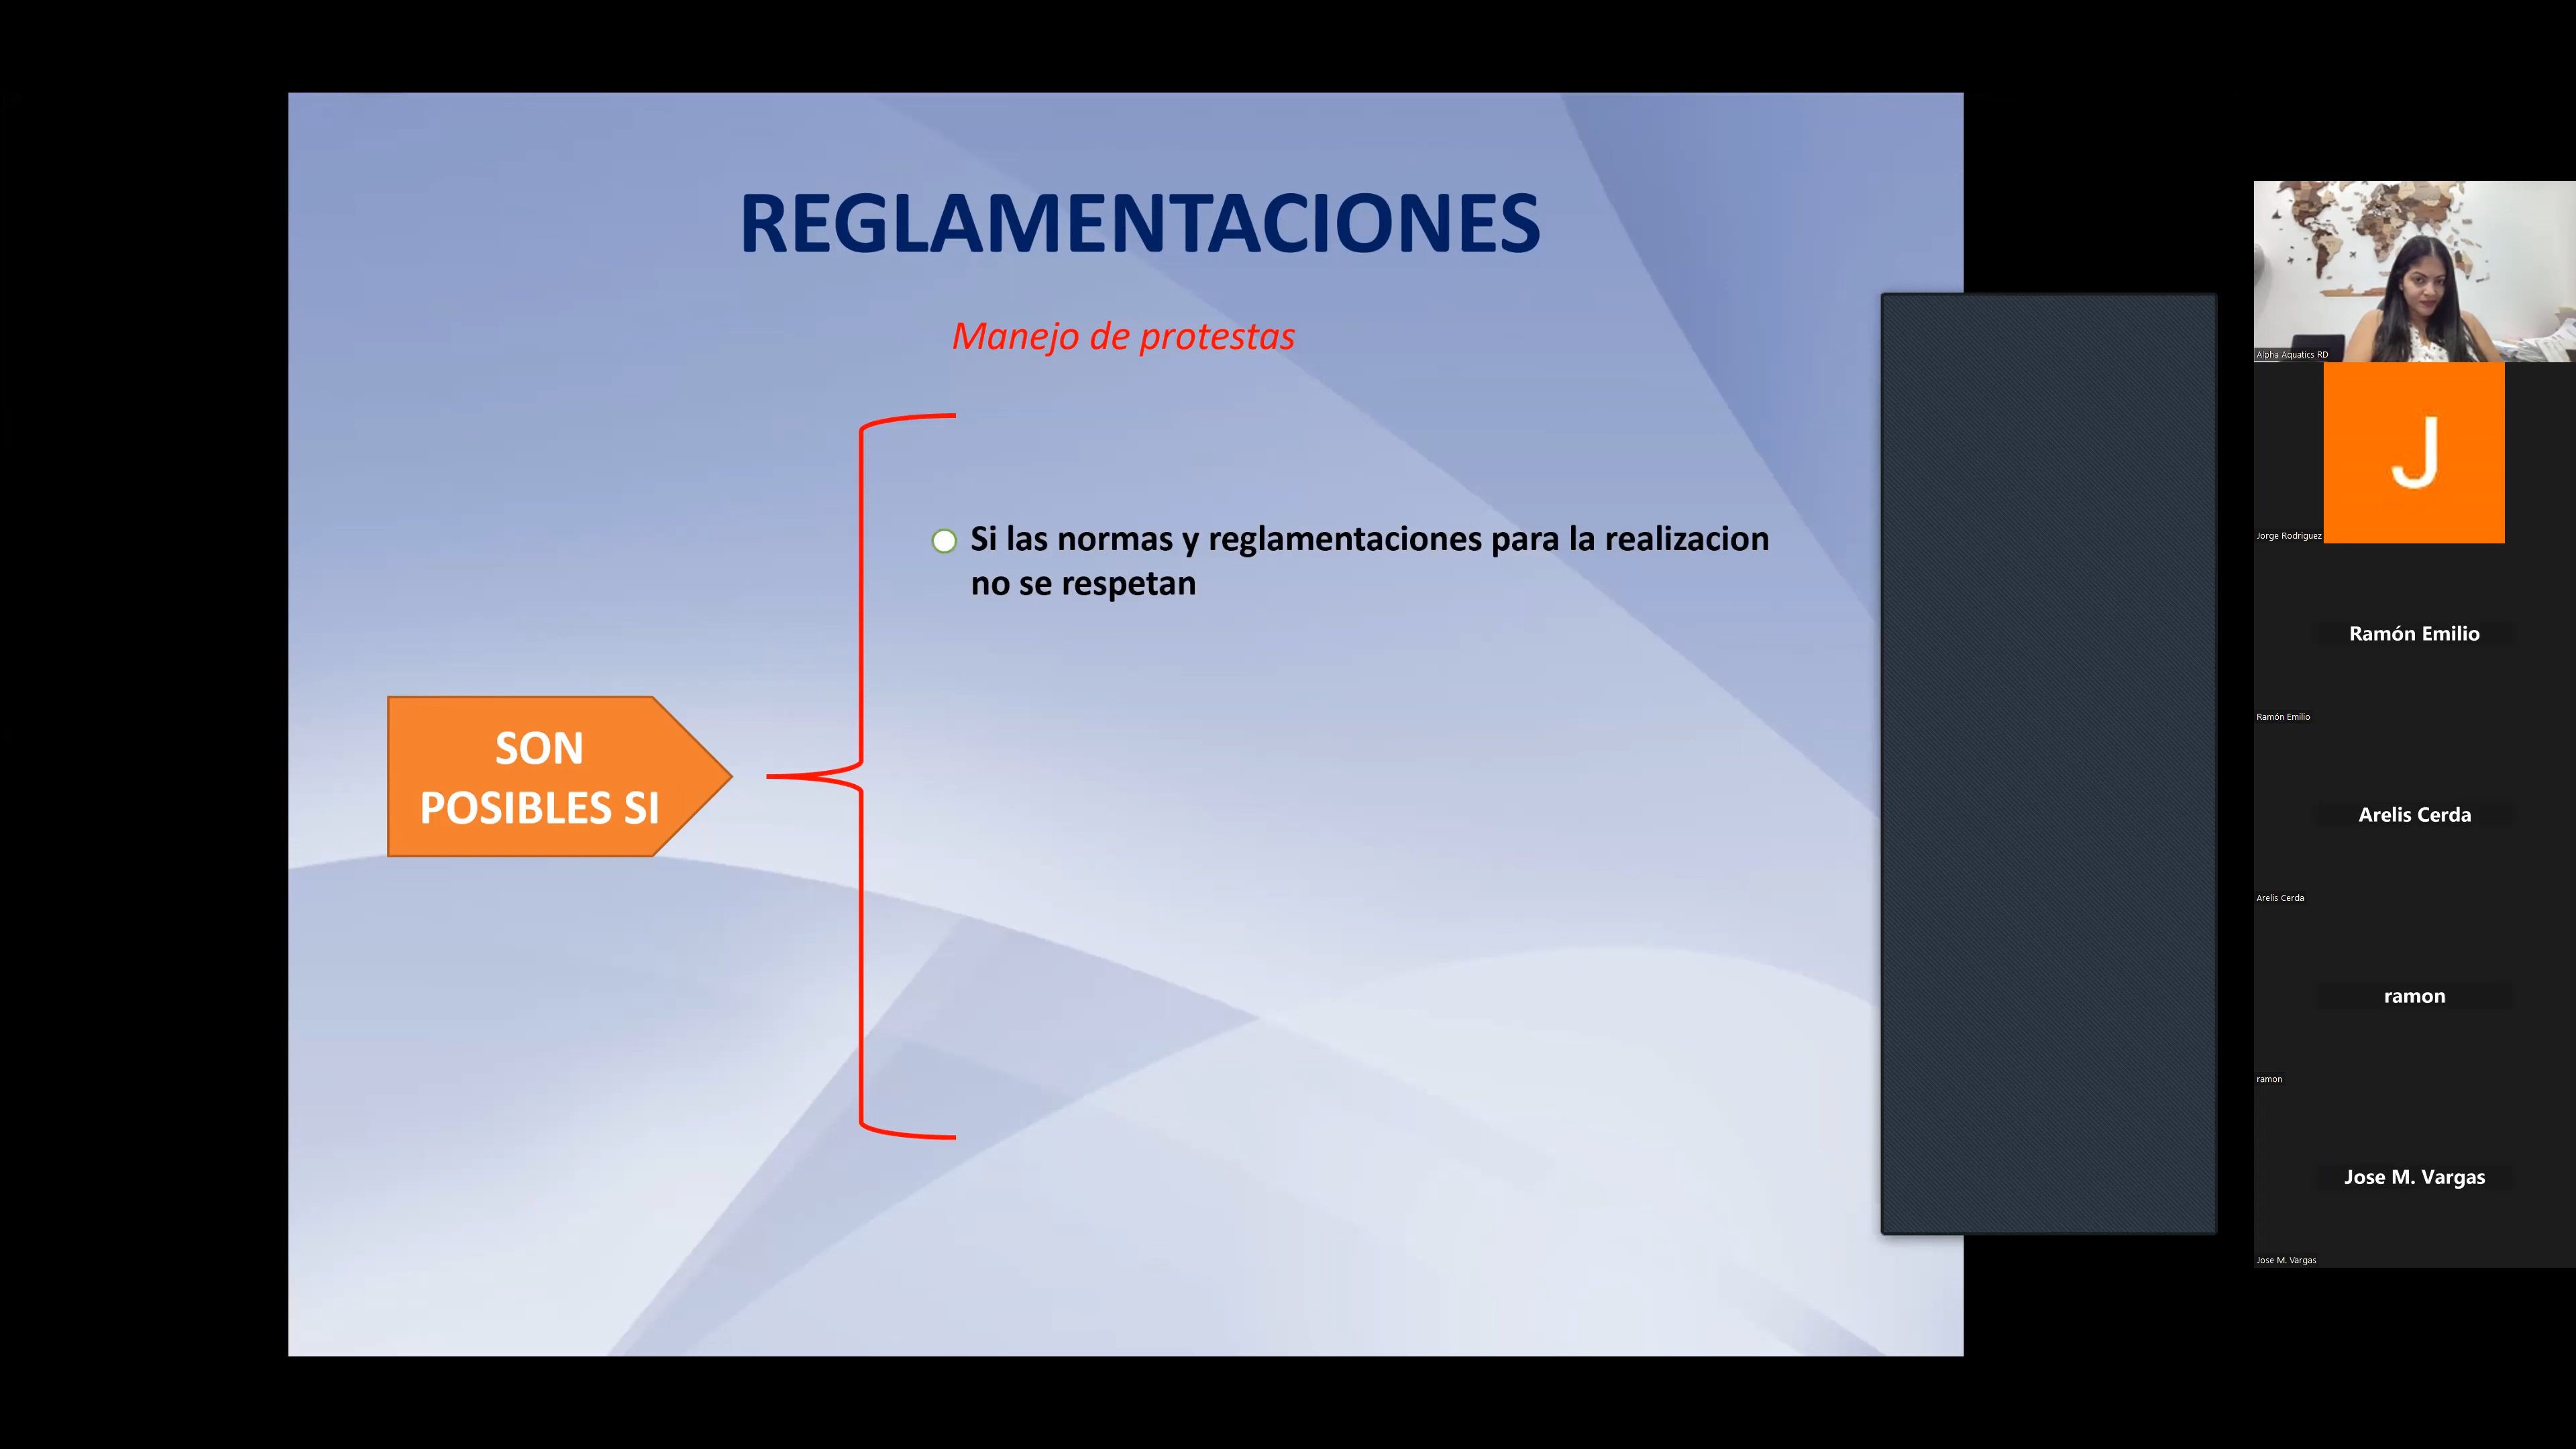 REGLAMENTACIONES
Manejo de protestas
Si las normas y reglamentaciones para la realizacion
no se respetan
SON
POSIBLES SI
Alpha Aquatics RD
J
Jorge Rodriguez
Ramón Emilio
Ramón Emilio
Arelis Cerda
Arelis Cerda
ramon
ramon
Jose M. Vargas
Jose M. Vargas